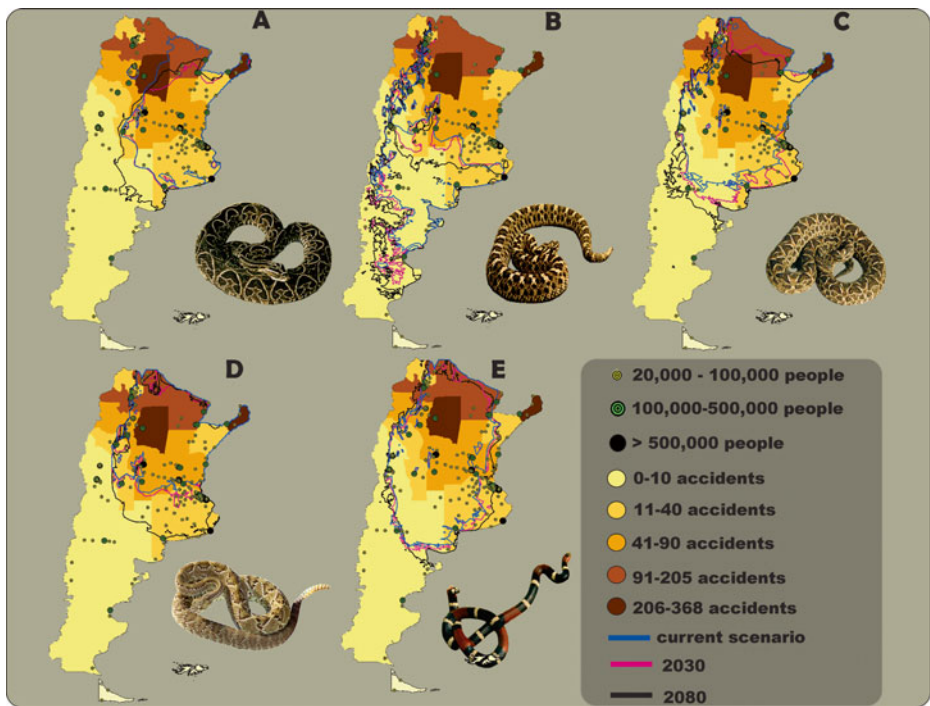 A
B
C
D
E
20,000 - 100,000 people
100,000-500,000 people
> 500,000 people
0-10 accidents
11-40 accidents
41-90 accidents
91-205 accidents
206-368 accidents
current scenario
2030
2080